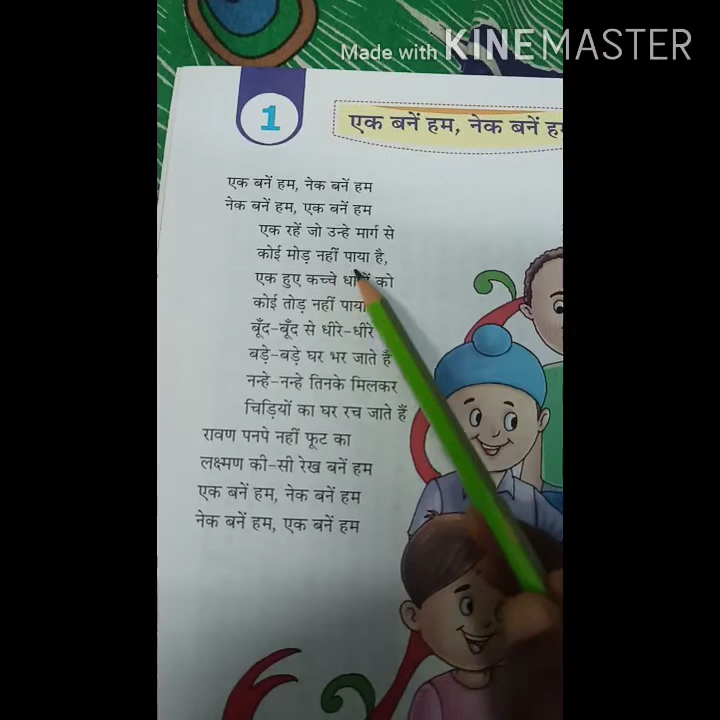 Made with KINEMASTER
1
एक बनें हम, नेक बनें
एक बनें हम, नेक बनें हम
नेक बनें हम, एक बनें हम
एक रहें जो उन्हे मार्ग से
कोई मोड़ नहीं पाया है,
एक हुए कच्चे को
कोई तोड़ नहीं पाया
बूँद-बूँद से धीरे-धीरे
बड़े-बड़े घर भर जाते है
नन्हे-नन्हे तिनके मिलकर
चिड़ियों का घर रच जाते हैं
रावण पनपे नहीं फूट का
लक्ष्मण की-सी रेख बनें हम
एक बनें हम, नेक बनें हम
नेक बनें हम, एक बनें हम